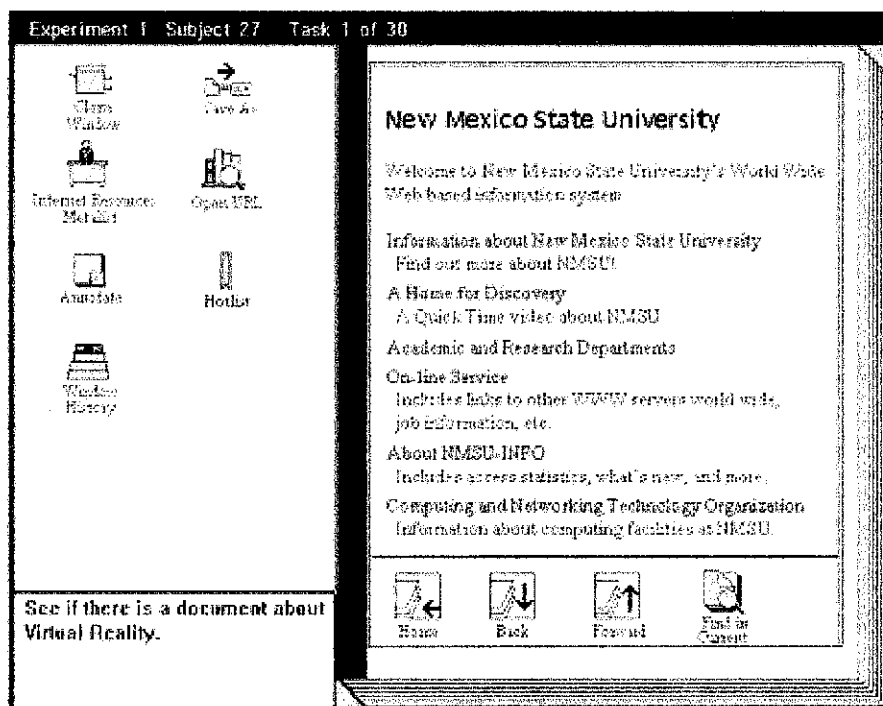 Experiment 1 Subject 27 Task 1 of 30
Close
Window
Save As
Internet Resources
Metalist
Open URL
Annotate
Hotlist
Window
History
See if there is a document about
Virtual Reality.
New Mexico State University
Welcome to New Mexico State University's World Wide
Web based information system
Information about New Mexico State University
Find out more about NMSU!
A Home for Discovery
A Quick Time video about NMSU
Academic and Research Departments
On-line Service
Includes links to other WWW servers world wide,
job information, etc.
About NMSU-INFO
Includes access statistics, what's new, and more.
Computing and Networking Technology Organization
Information about computing facilities at NMSU.
Home
Back
Forward
Find in
Current